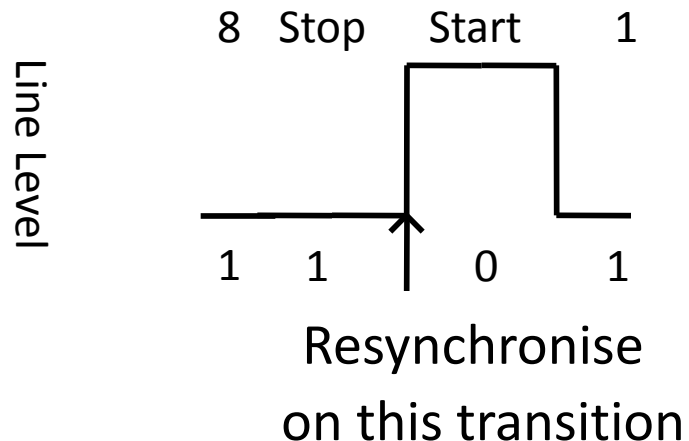 8 Stop Start 1
Line Level
1 1 0 1
Resynchronise
on this transition